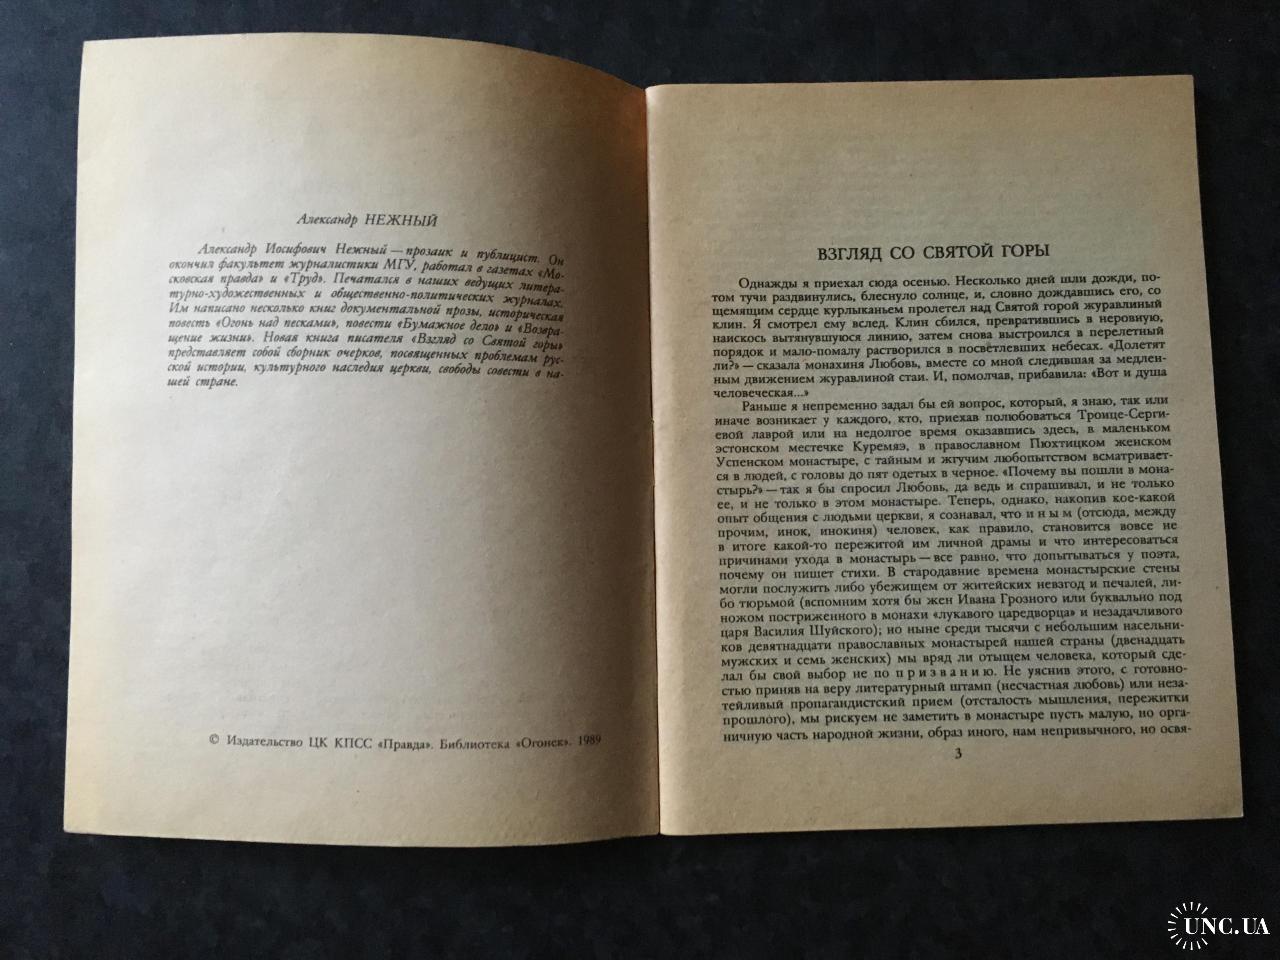 Александр НЕЖНЫЙ
Александр Иосифович Нежный — прозаик и публицист. Он
окончил факультет журналистики МГУ, работал в газетах «Мо-
сковская правда» и «Труд». Печатался в наших ведущих литера-
турно-художественных и общественно-политических журналах.
Им написано несколько книг документальной прозы, историческая
повесть «Огонь над песками», повести «Бумажное дело» и «Возвра-
щение жизни». Новая книга писателя «Взгляд со Святой горы»
представляет собой сборник очерков, посвященных проблемам рус-
ской истории, культурного наследия церкви, свободы совести в на-
шей стране.
© Издательство ЦК КПСС «Правда». Библиотека «Огонек». 1989
ВЗГЛЯД СО СВЯТОЙ ГОРЫ
Однажды я приехал сюда осенью. Несколько дней шли дожди, по-
том тучи раздвинулись, блеснуло солнце, и, словно дождавшись его, со
щемящим сердце курлыканьем пролетел над Святой горой журавлиный
клин. Я смотрел ему вслед. Клин сбился, превратившись в неровную,
наискось вытянувшуюся линию, затем снова выстроился в перелетный
порядок и мало-помалу растворился в посветлевших небесах. «Долетят
ли?» — сказала монахиня Любовь, вместе со мной следившая за медлен-
ным движением журавлиной стаи. И, помолчав, прибавила: «Вот и душа
человеческая...»
Раньше я непременно задал бы ей вопрос, который, я знаю, так или
иначе возникает у каждого, кто, приехав полюбоваться Троице-Серги-
евой лаврой или на недолгое время оказавшись здесь, в маленьком
эстонском местечке Куремяэ, в православном Пюхтицком женском
Успенском монастыре, с тайным и жгучим любопытством всматривает-
ся в людей, с головы до пят одетых в черное. «Почему вы пошли в мона-
стырь?» — так я бы спросил Любовь, да ведь и спрашивал, и не только
ее, и не только в этом монастыре. Теперь, однако, накопив кое-какой
опыт общения с людьми церкви, я сознавал, что и н ы м (отсюда, между
прочим, инок, инокиня) человек, как правило, становится вовсе не
в итоге какой-то пережитой им личной драмы и что интересоваться
причинами ухода в монастырь — все равно, что допытываться у поэта,
почему он пишет стихи. В стародавние времена монастырские стены
могли послужить либо убежищем от житейских невзгод и печалей, ли-
бо тюрьмой (вспомним хотя бы жен Ивана Грозного или буквально под
ножом постриженного в монахи «лукавого царедворца» и незадачливого
царя Василия Шуйского); но ныне среди тысячи с небольшим насельни-
ков девятнадцати православных монастырей нашей страны (двенадцать
мужских и семь женских) мы вряд ли отыщем человека, который сде-
лал бы свой выбор не по п р и з в а н и ю. Не уяснив этого, с готовно-
стью приняв на веру литературный штамп (несчастная любовь) или неза-
тейливый пропагандистский прием (отсталость мышления, пережитки
прошлого), мы рискуем не заметить в монастыре пусть малую, но орга-
ничную часть народной жизни, образ иного, нам непривычного, но освя-
3
UNC.UA